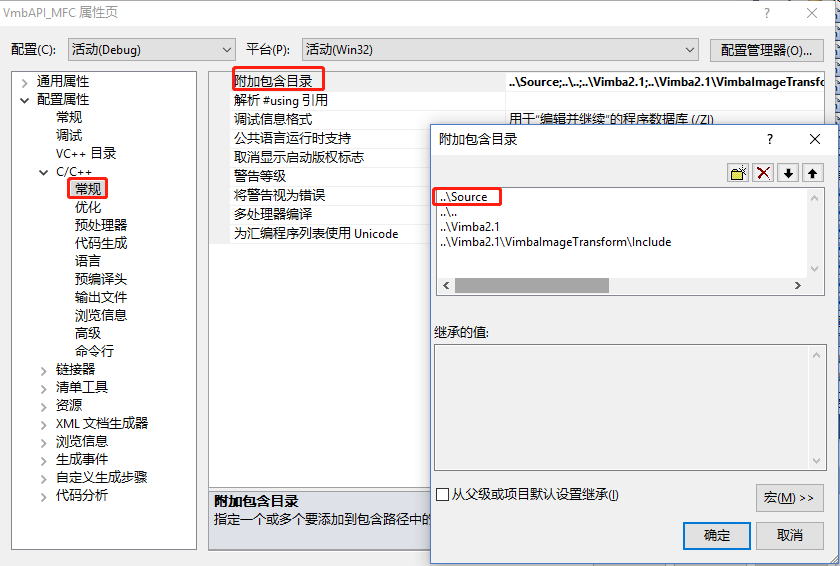 VmbAPI_MFC 属性页
配置(C): 活动(Debug) 平台(P): 活动(Win32) 配置管理器(O)...
通用属性
配置属性
常规
调试
VC++ 目录
C/C++
常规
优化
预处理器
代码生成
语言
预编译头
输出文件
浏览信息
高级
命令行
链接器
清单工具
资源
XML 文档生成器
浏览信息
生成事件
自定义生成步骤
代码分析
附加包含目录 ..\Source;..\..;..\Vimba2.1;..\Vimba2.1\VimbaImageTransfo
解析 #using 引用
调试信息格式 用于“编辑并继续”的程序数据库 (/ZI)
公共语言运行时支持
取消显示启动版权标志
警告等级
将警告视为错误
多处理器编译
为汇编程序列表使用 Unicode
附加包含目录
指定一个或多个要添加到包含路径中的
附加包含目录
..\Source
..\..
..\Vimba2.1
..\Vimba2.1\VimbaImageTransform\Include
继承的值:
从父级或项目默认设置继承(I)
宏(M) >>
确定 取消